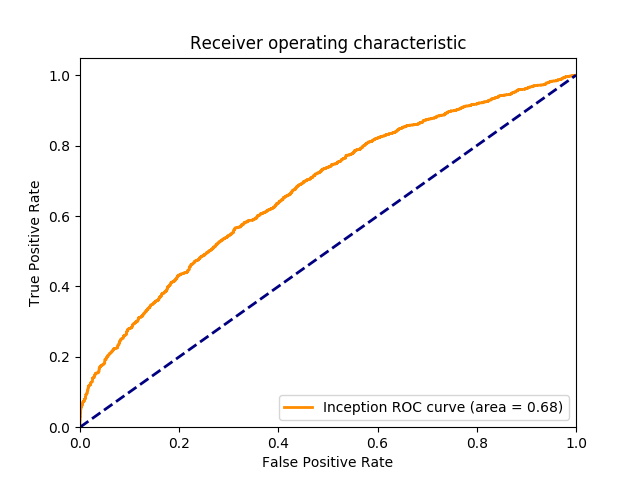 Receiver operating characteristic
1.0
0.8
0.6
0.4
0.2
0.0
True Positive Rate
Inception ROC curve (area = 0.68)
0.0 0.2 0.4 0.6 0.8 1.0
False Positive Rate